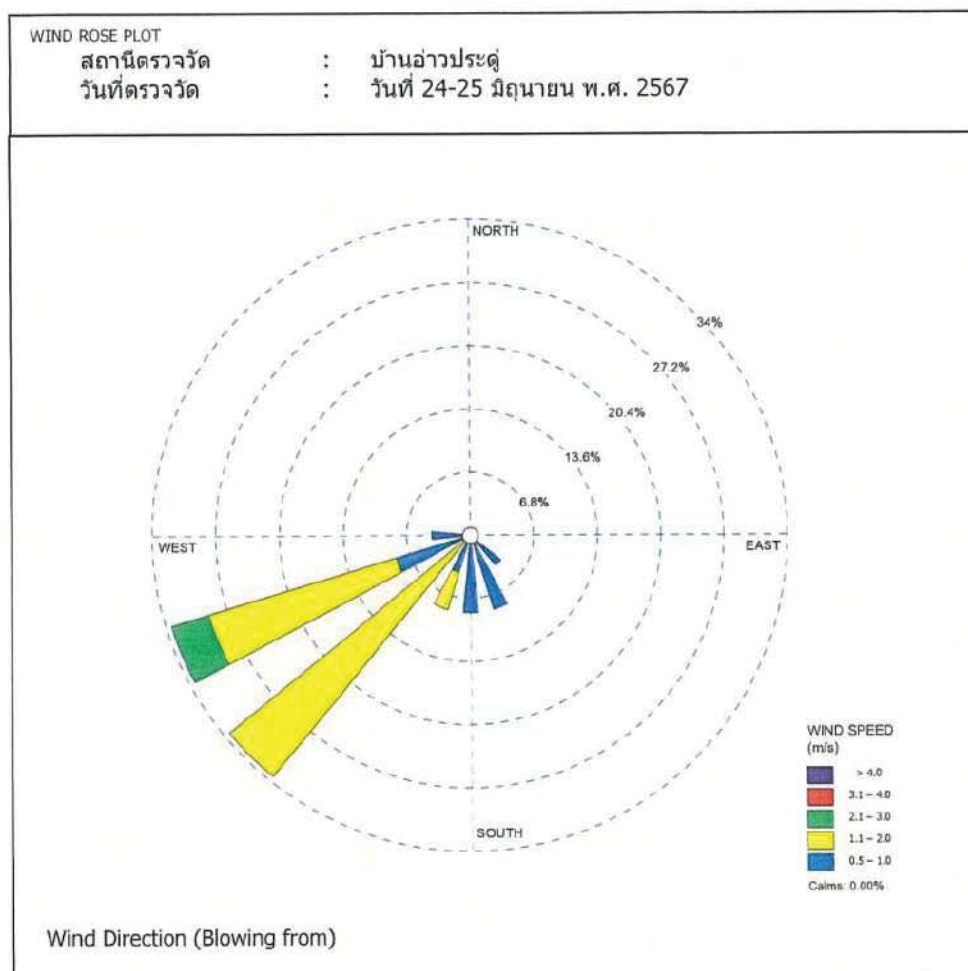 WIND ROSE PLOT
สถานีตรวจวัด : บ้านอ่าวประดู่
วันที่ตรวจวัด : วันที่ 24-25 มิถุนายน พ.ศ. 2567
NORTH
34%
27.2%
20.4%
13.6%
6.8%
WEST
EAST
SOUTH
WIND SPEED
(m/s)
> 4.0
3.1 – 4.0
2.1 – 3.0
1.1 – 2.0
0.5 – 1.0
Calms: 0.00%
Wind Direction (Blowing from)